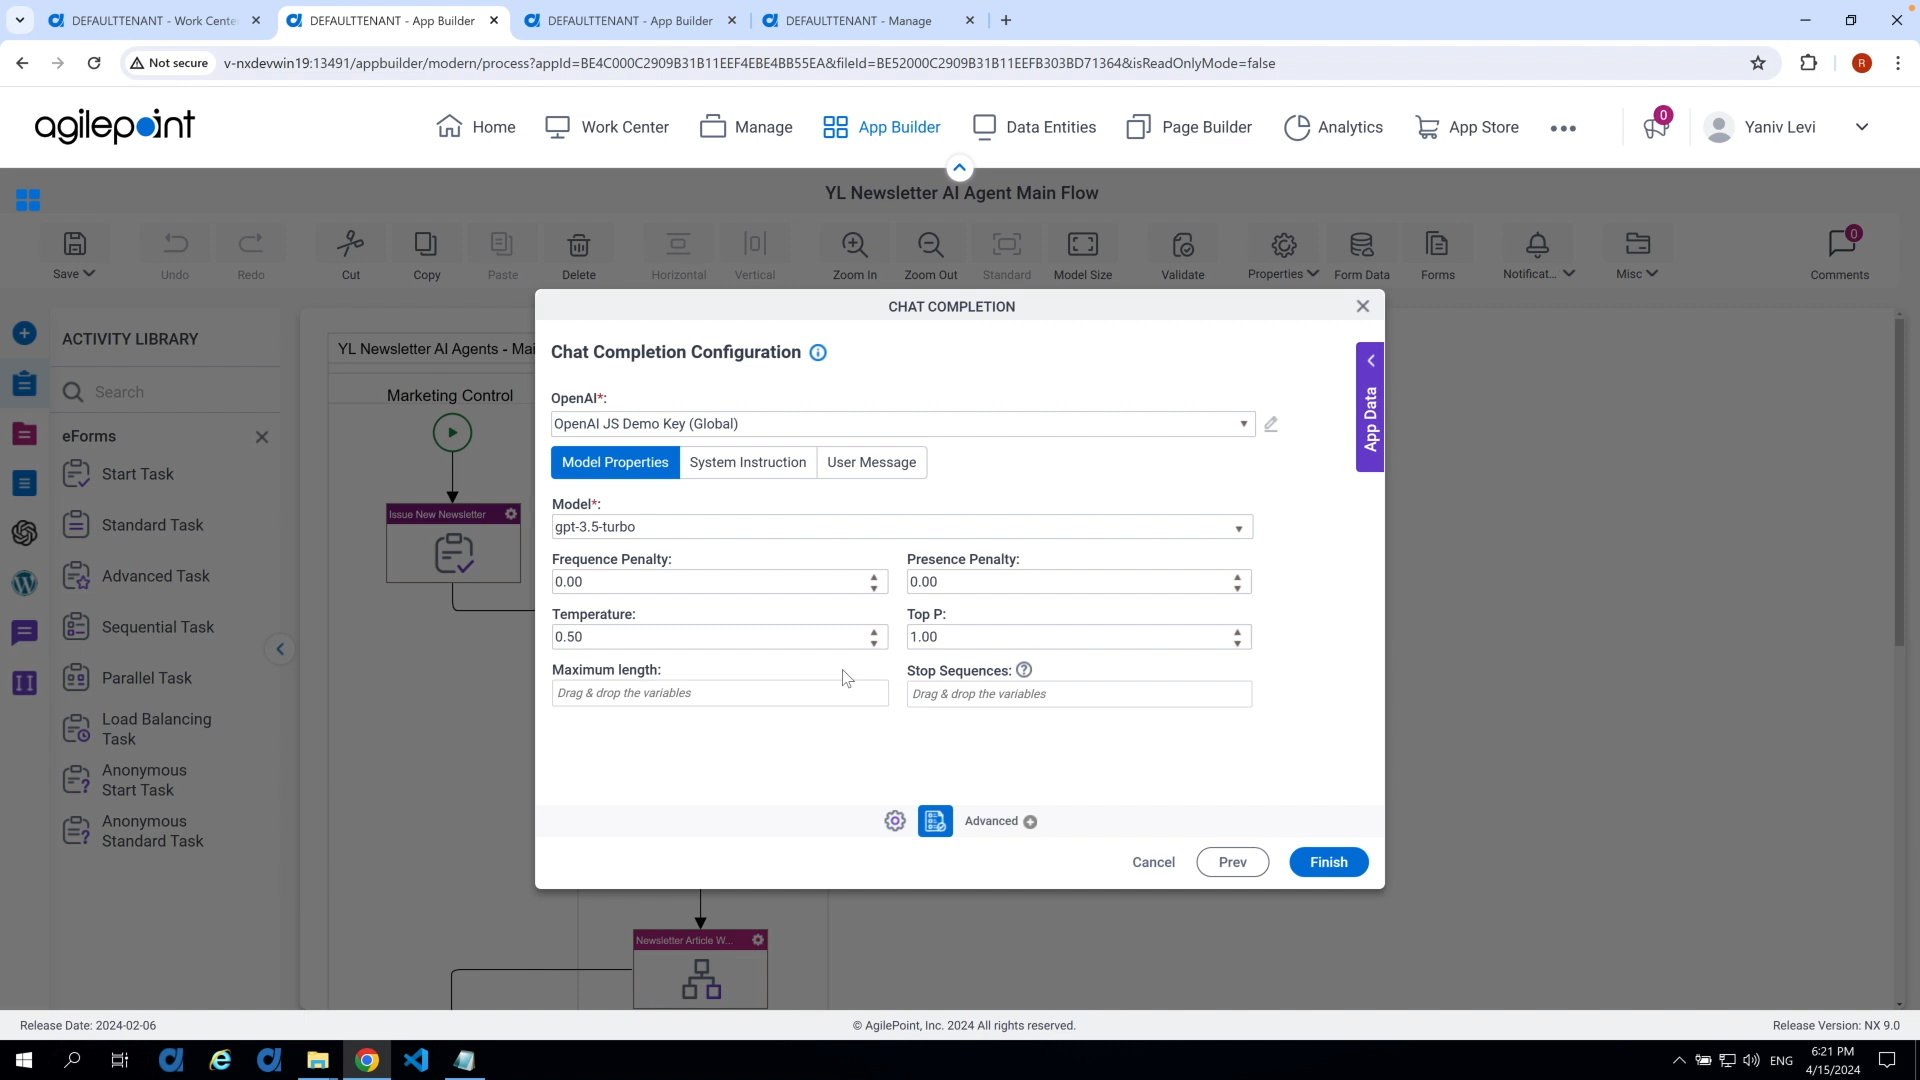 DEFAULTTENANT - Work Cente
DEFAULTTENANT - App Builder
DEFAULTTENANT - App Builder
DEFAULTTENANT - Manage
Not secure
v-nxdevwin19:13491/appbuilder/modern/process?appId=BE4C000C2909B31B11EEF4EBE4BB55EA&fileId=BE52000C2909B31B11EEFB303BD71364&isReadOnlyMode=false
R
agilepoint
Home
Work Center
Manage
App Builder
Data Entities
Page Builder
Analytics
App Store
0
Yaniv Levi
YL Newsletter AI Agent Main Flow
Save
Undo
Redo
Cut
Copy
Paste
Delete
Horizontal
Vertical
Zoom In
Zoom Out
Standard
Model Size
Validate
Properties
Form Data
Forms
Notificat...
Misc
0
Comments
ACTIVITY LIBRARY
Search
eForms
Start Task
Standard Task
Advanced Task
Sequential Task
Parallel Task
Load Balancing
Task
Anonymous
Start Task
Anonymous
Standard Task
YL Newsletter AI Agents - Mai
Marketing Control
Issue New Newsletter
Newsletter Article W...
CHAT COMPLETION
Chat Completion Configuration
OpenAI*:
OpenAI JS Demo Key (Global)
Model Properties
System Instruction
User Message
Model*:
gpt-3.5-turbo
Frequence Penalty:
Presence Penalty:
0.00
0.00
Temperature:
Top P:
0.50
1.00
Maximum length:
Stop Sequences:
Drag & drop the variables
Drag & drop the variables
App Data
Advanced
Cancel
Prev
Finish
Release Date: 2024-02-06
© AgilePoint, Inc. 2024 All rights reserved.
Release Version: NX 9.0
ENG
6:21 PM
4/15/2024